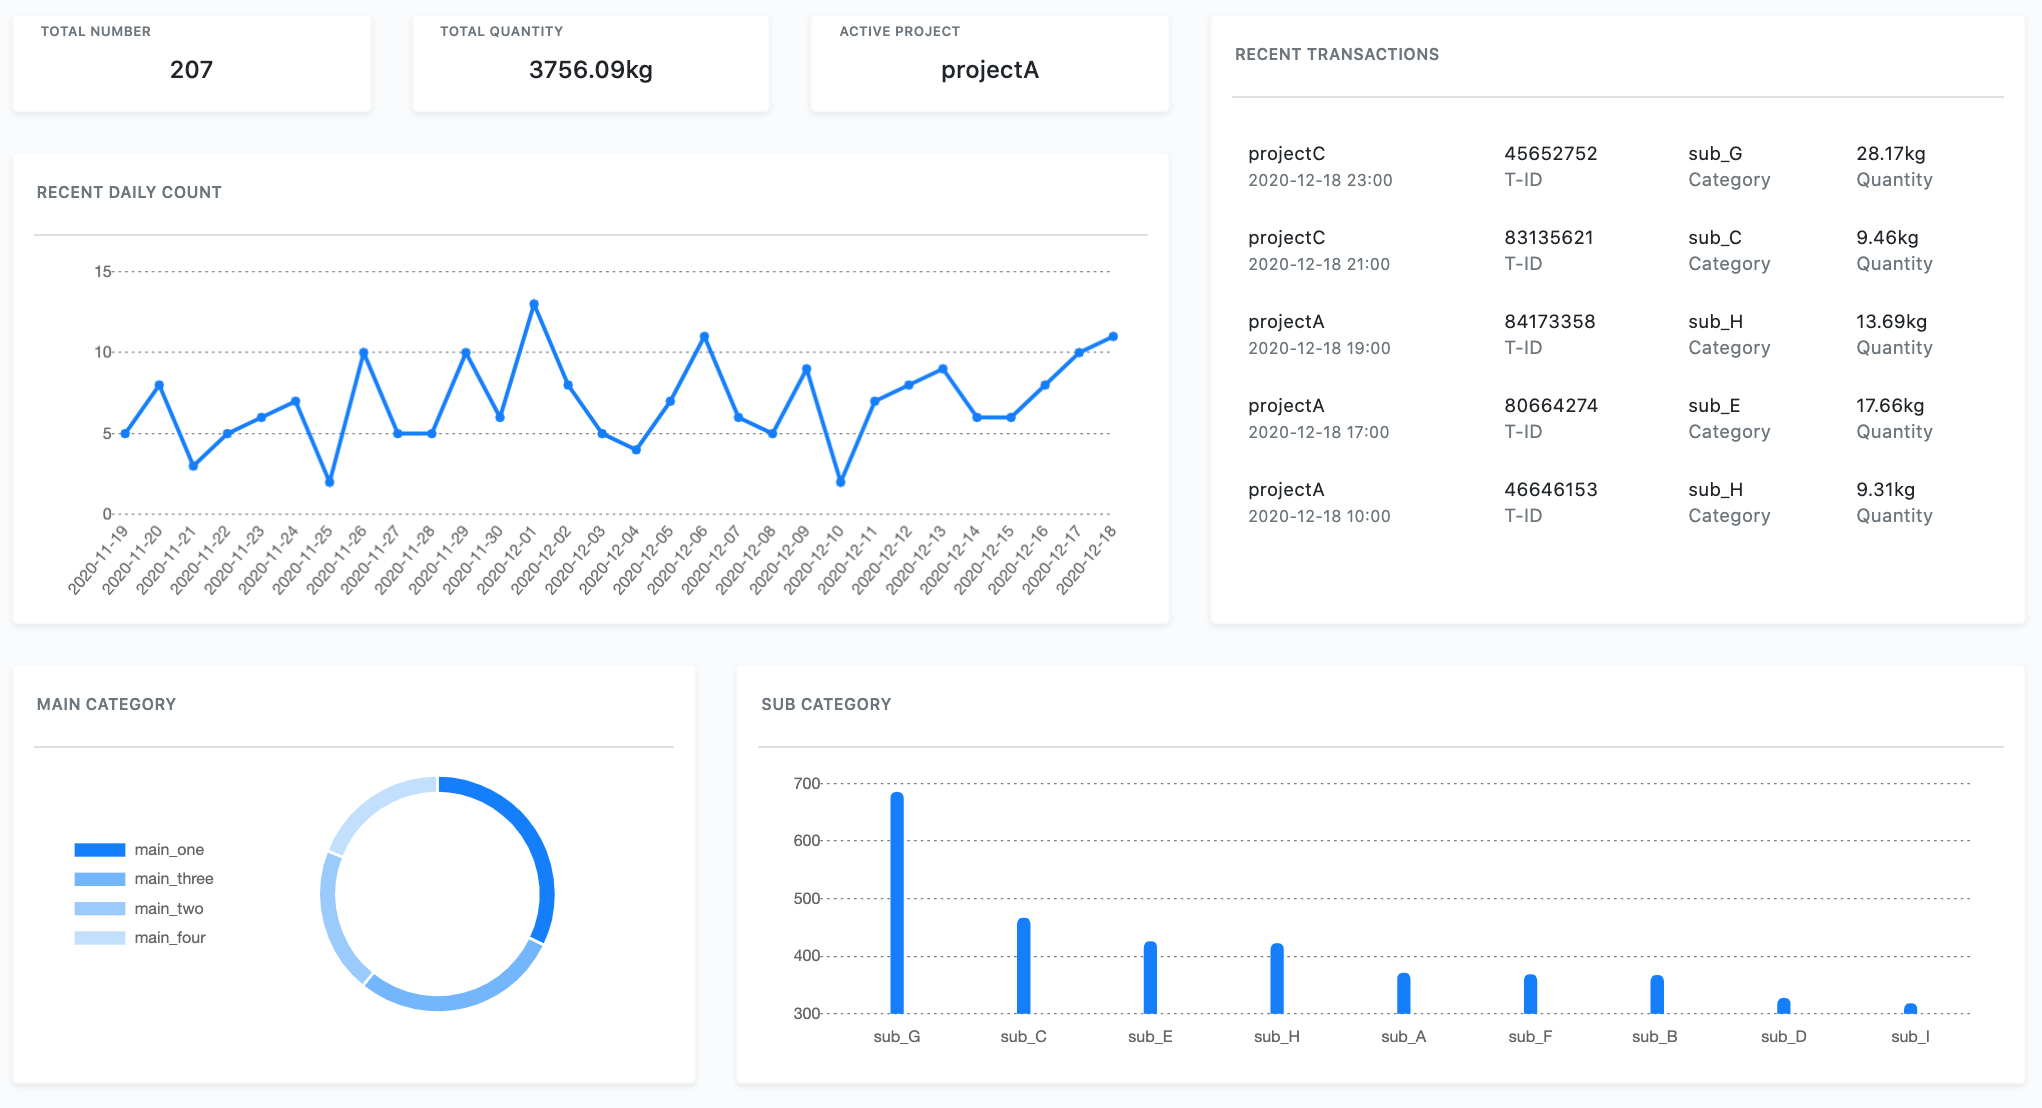 TOTAL NUMBER
207
TOTAL QUANTITY
3756.09kg
ACTIVE PROJECT
projectA
RECENT DAILY COUNT
15
10
5
0
2020-11-19
2020-11-20
2020-11-21
2020-11-22
2020-11-23
2020-11-24
2020-11-25
2020-11-26
2020-11-27
2020-11-28
2020-11-29
2020-11-30
2020-12-01
2020-12-02
2020-12-03
2020-12-04
2020-12-05
2020-12-06
2020-12-07
2020-12-08
2020-12-09
2020-12-10
2020-12-11
2020-12-12
2020-12-13
2020-12-14
2020-12-15
2020-12-16
2020-12-17
2020-12-18
RECENT TRANSACTIONS
projectC 45652752 sub_G 28.17kg
2020-12-18 23:00 T-ID Category Quantity
projectC 83135621 sub_C 9.46kg
2020-12-18 21:00 T-ID Category Quantity
projectA 84173358 sub_H 13.69kg
2020-12-18 19:00 T-ID Category Quantity
projectA 80664274 sub_E 17.66kg
2020-12-18 17:00 T-ID Category Quantity
projectA 46646153 sub_H 9.31kg
2020-12-18 10:00 T-ID Category Quantity
MAIN CATEGORY
main_one
main_three
main_two
main_four
SUB CATEGORY
700
600
500
400
300
sub_G sub_C sub_E sub_H sub_A sub_F sub_B sub_D sub_I